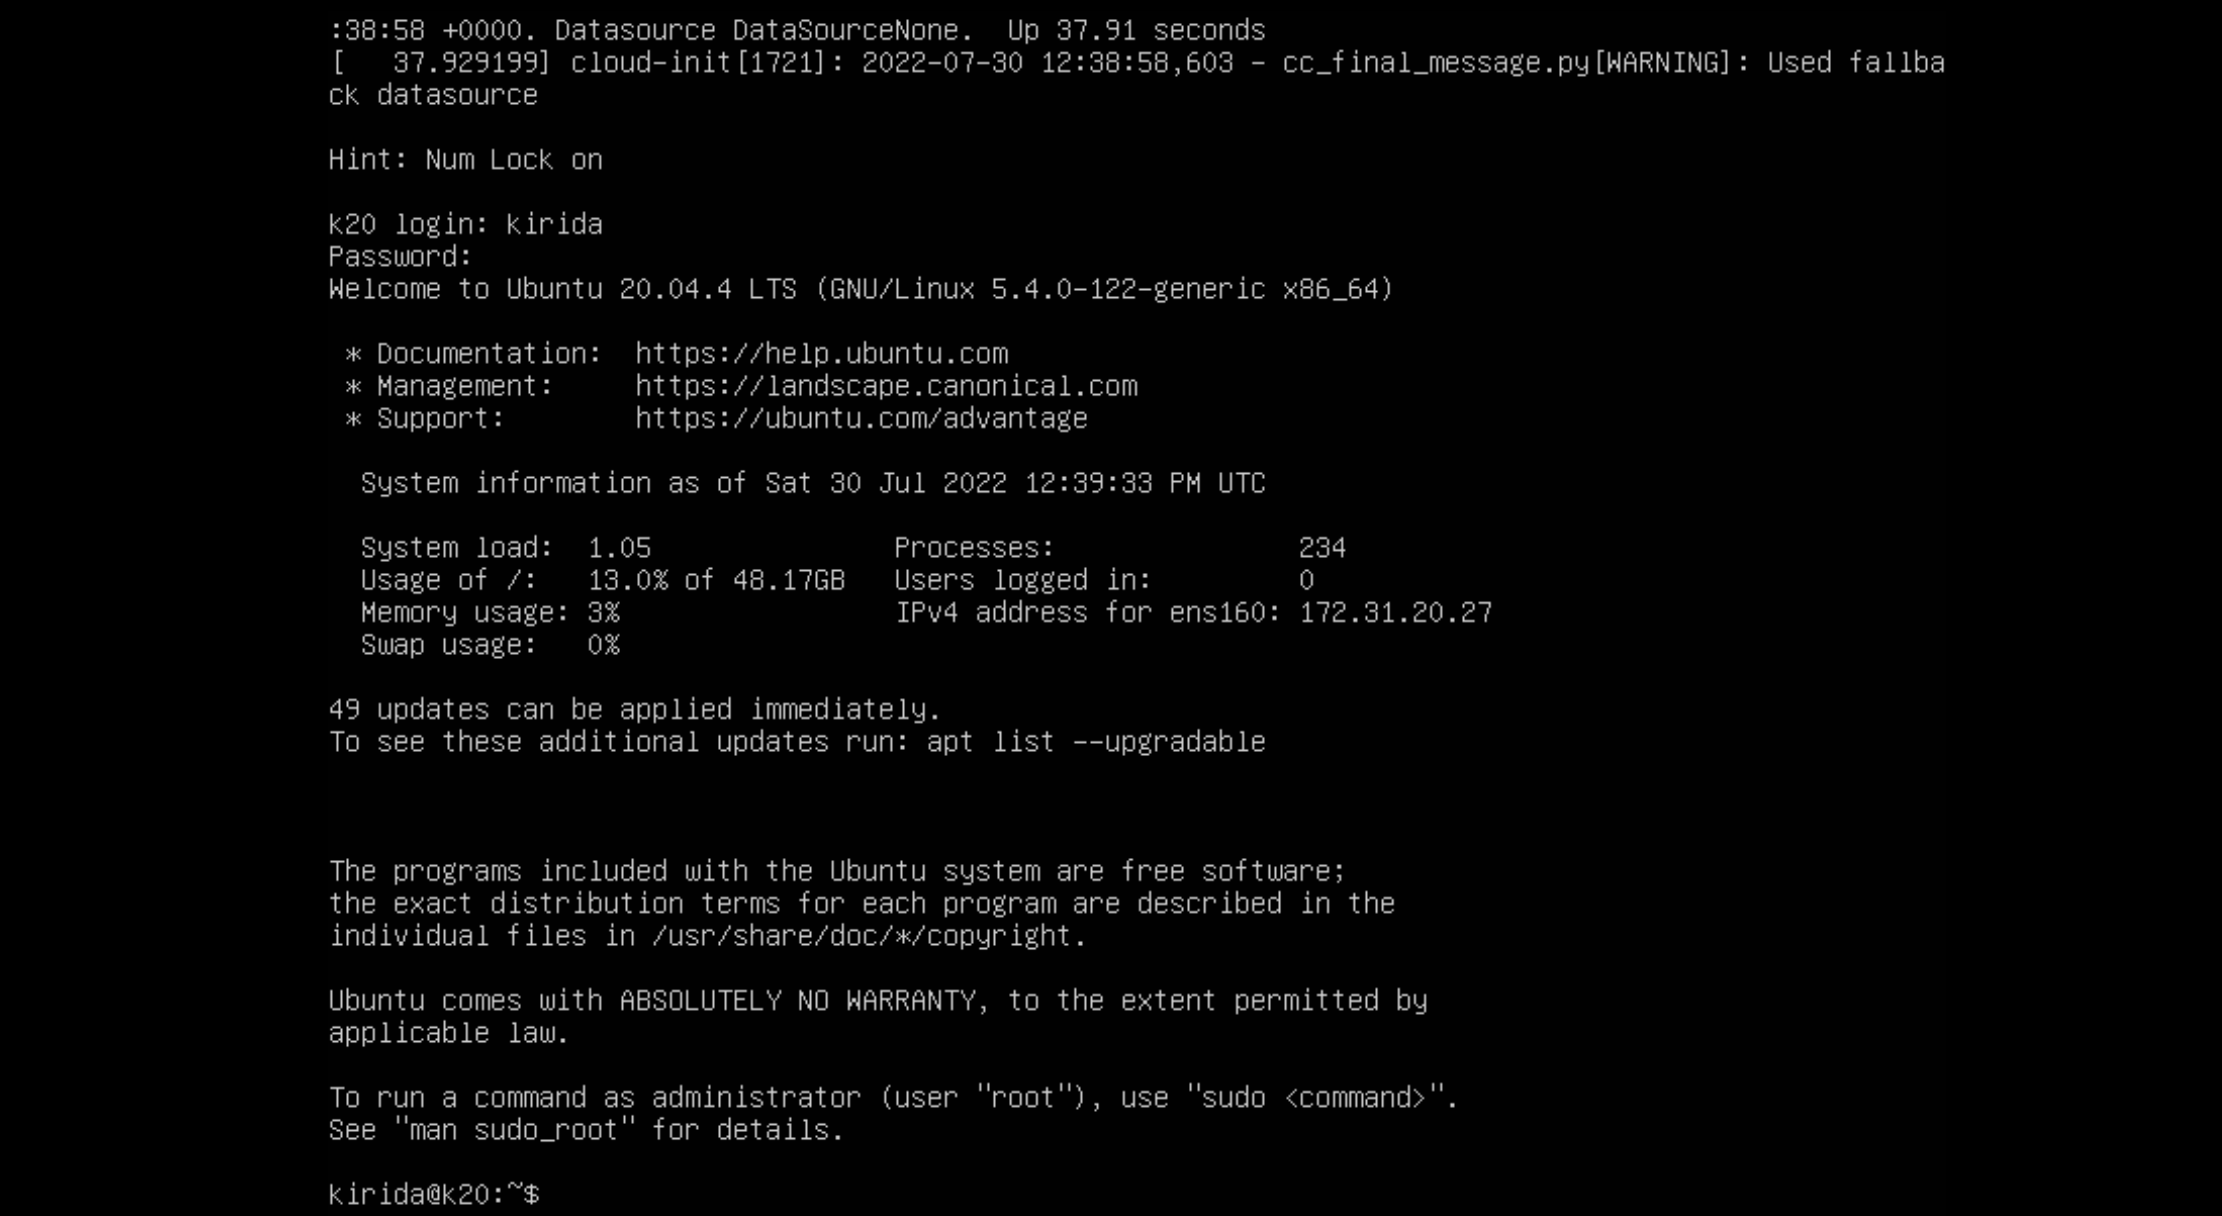 :38:58 +0000. Datasource DataSourceNone.  Up 37.91 seconds
[   37.929199] cloud-init[1721]: 2022-07-30 12:38:58,603 - cc_final_message.py[WARNING]: Used fallba
ck datasource
Hint: Num Lock on
k20 login: kirida
Password:
Welcome to Ubuntu 20.04.4 LTS (GNU/Linux 5.4.0-122-generic x86_64)
 * Documentation:  https://help.ubuntu.com
 * Management:     https://landscape.canonical.com
 * Support:        https://ubuntu.com/advantage
  System information as of Sat 30 Jul 2022 12:39:33 PM UTC
  System load:  1.05               Processes:               234
  Usage of /:   13.0% of 48.17GB   Users logged in:         0
  Memory usage: 3%                 IPv4 address for ens160: 172.31.20.27
  Swap usage:   0%
49 updates can be applied immediately.
To see these additional updates run: apt list --upgradable
The programs included with the Ubuntu system are free software;
the exact distribution terms for each program are described in the
individual files in /usr/share/doc/*/copyright.
Ubuntu comes with ABSOLUTELY NO WARRANTY, to the extent permitted by
applicable law.
To run a command as administrator (user "root"), use "sudo <command>".
See "man sudo_root" for details.
kirida@k20:~$